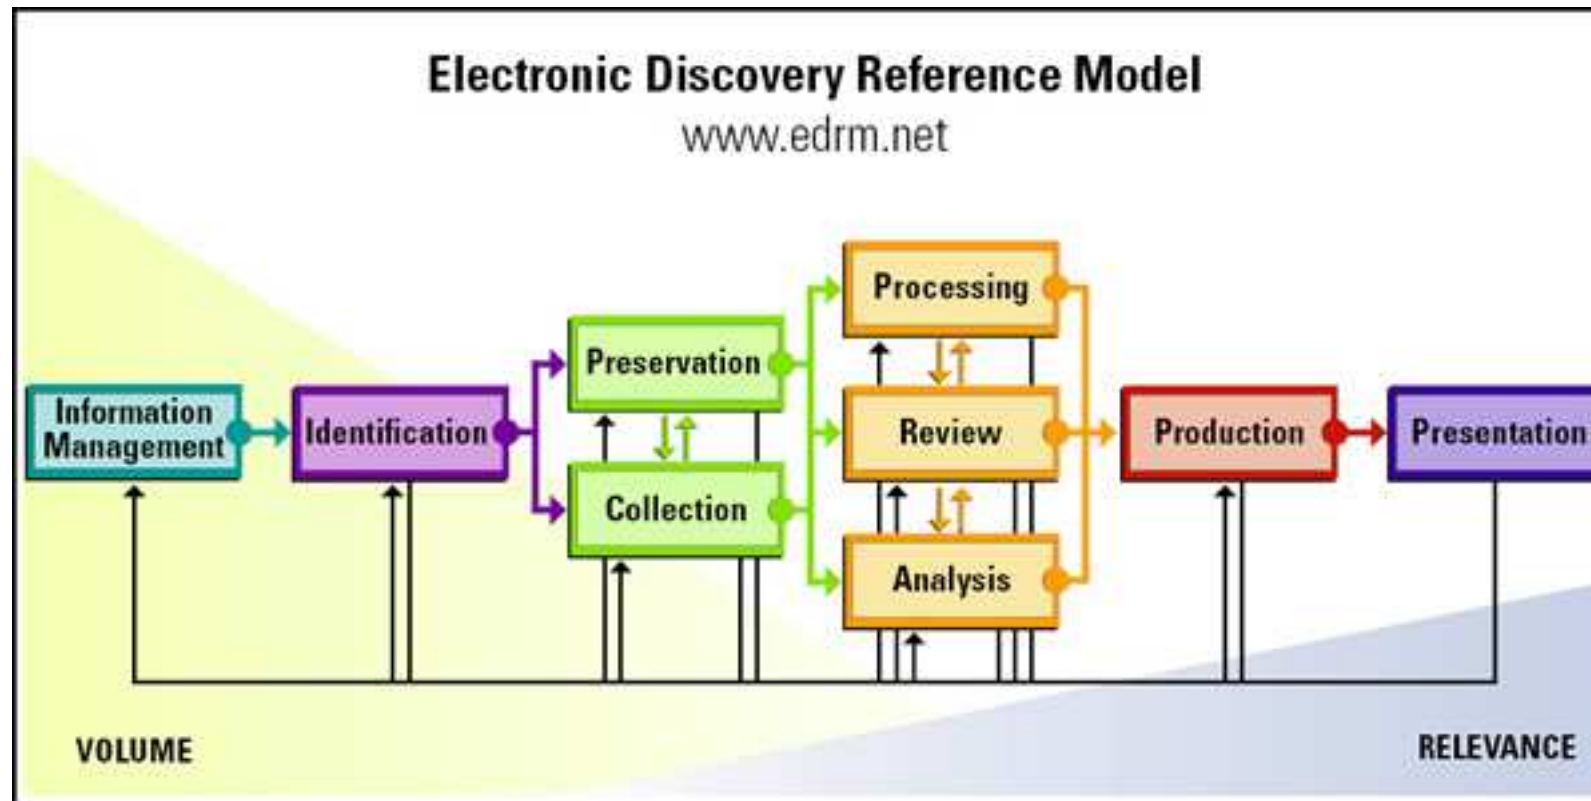 Electronic Discovery Reference Model
www.edrm.net
Processing
Preservation
Information
Management
Identification
Review
Production
Presentation
Collection
Analysis
VOLUME
RELEVANCE